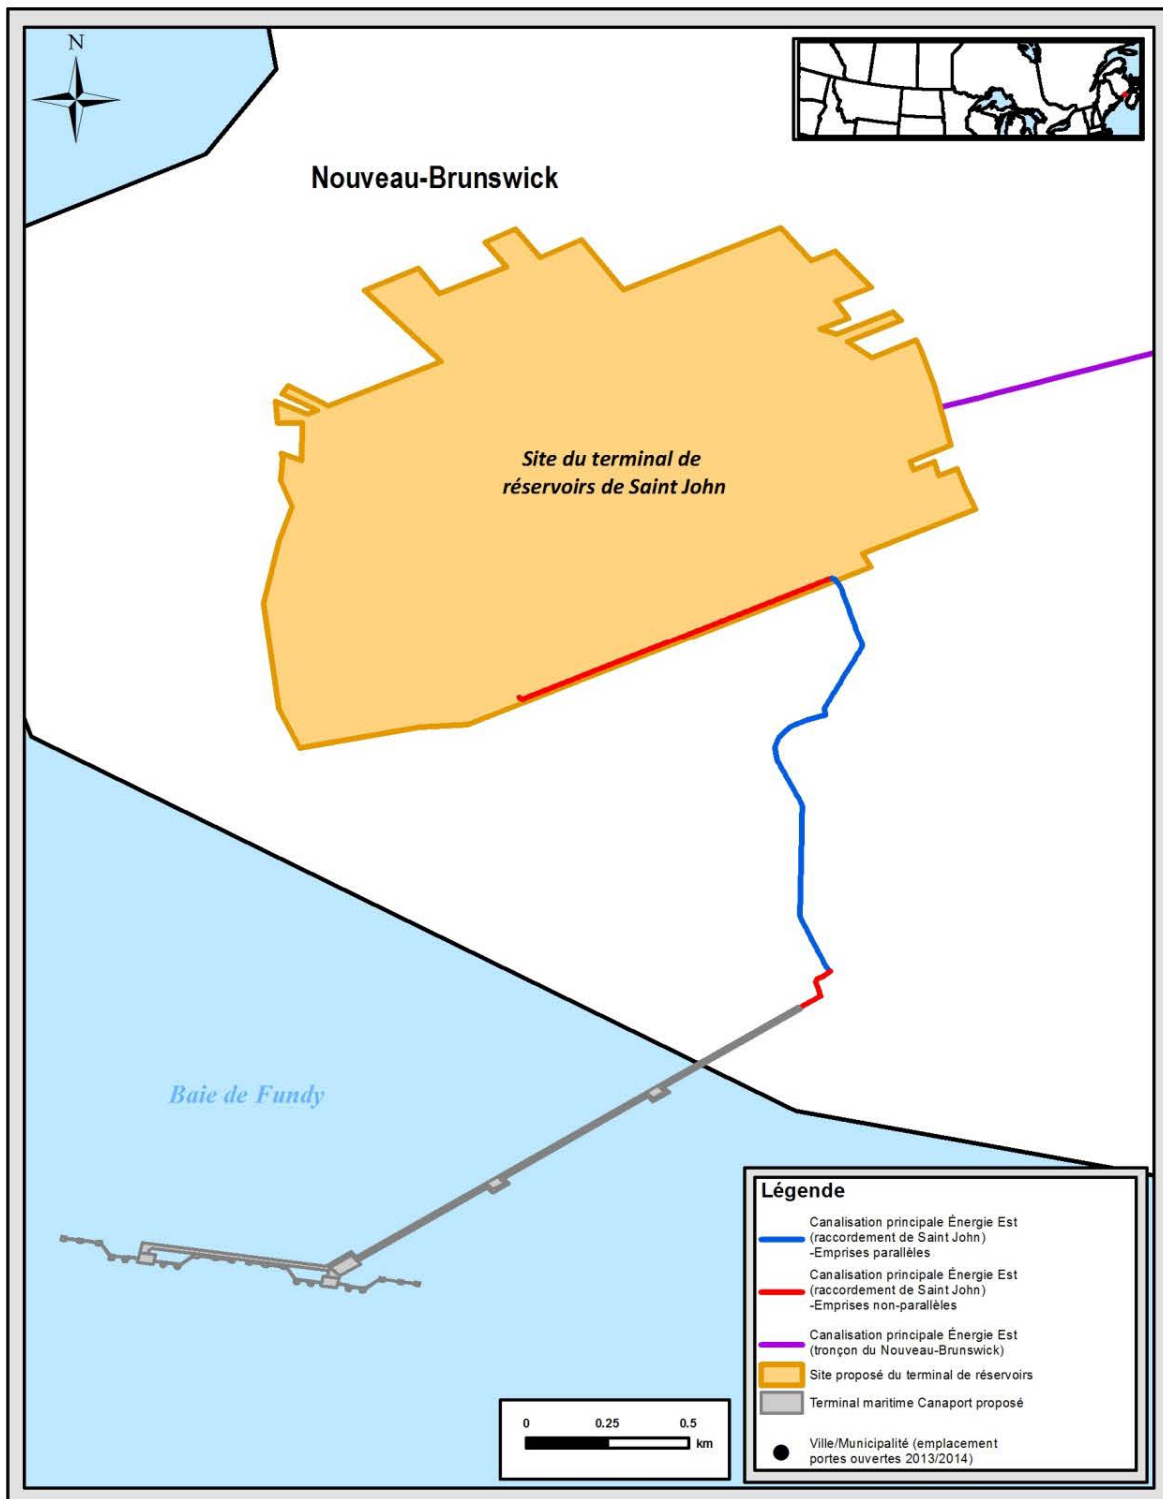 N
Nouveau-Brunswick
Site du terminal de
réservoirs de Saint John
Baie de Fundy
0 0.25 0.5
km
Légende
Canalisation principale Énergie Est
(raccordement de Saint John)
-Emprises parallèles
Canalisation principale Énergie Est
(raccordement de Saint John)
-Emprises non-parallèles
Canalisation principale Énergie Est
(tronçon du Nouveau-Brunswick)
Site proposé du terminal de réservoirs
Terminal maritime Canaport proposé
Ville/Municipalité (emplacement
portes ouvertes 2013/2014)